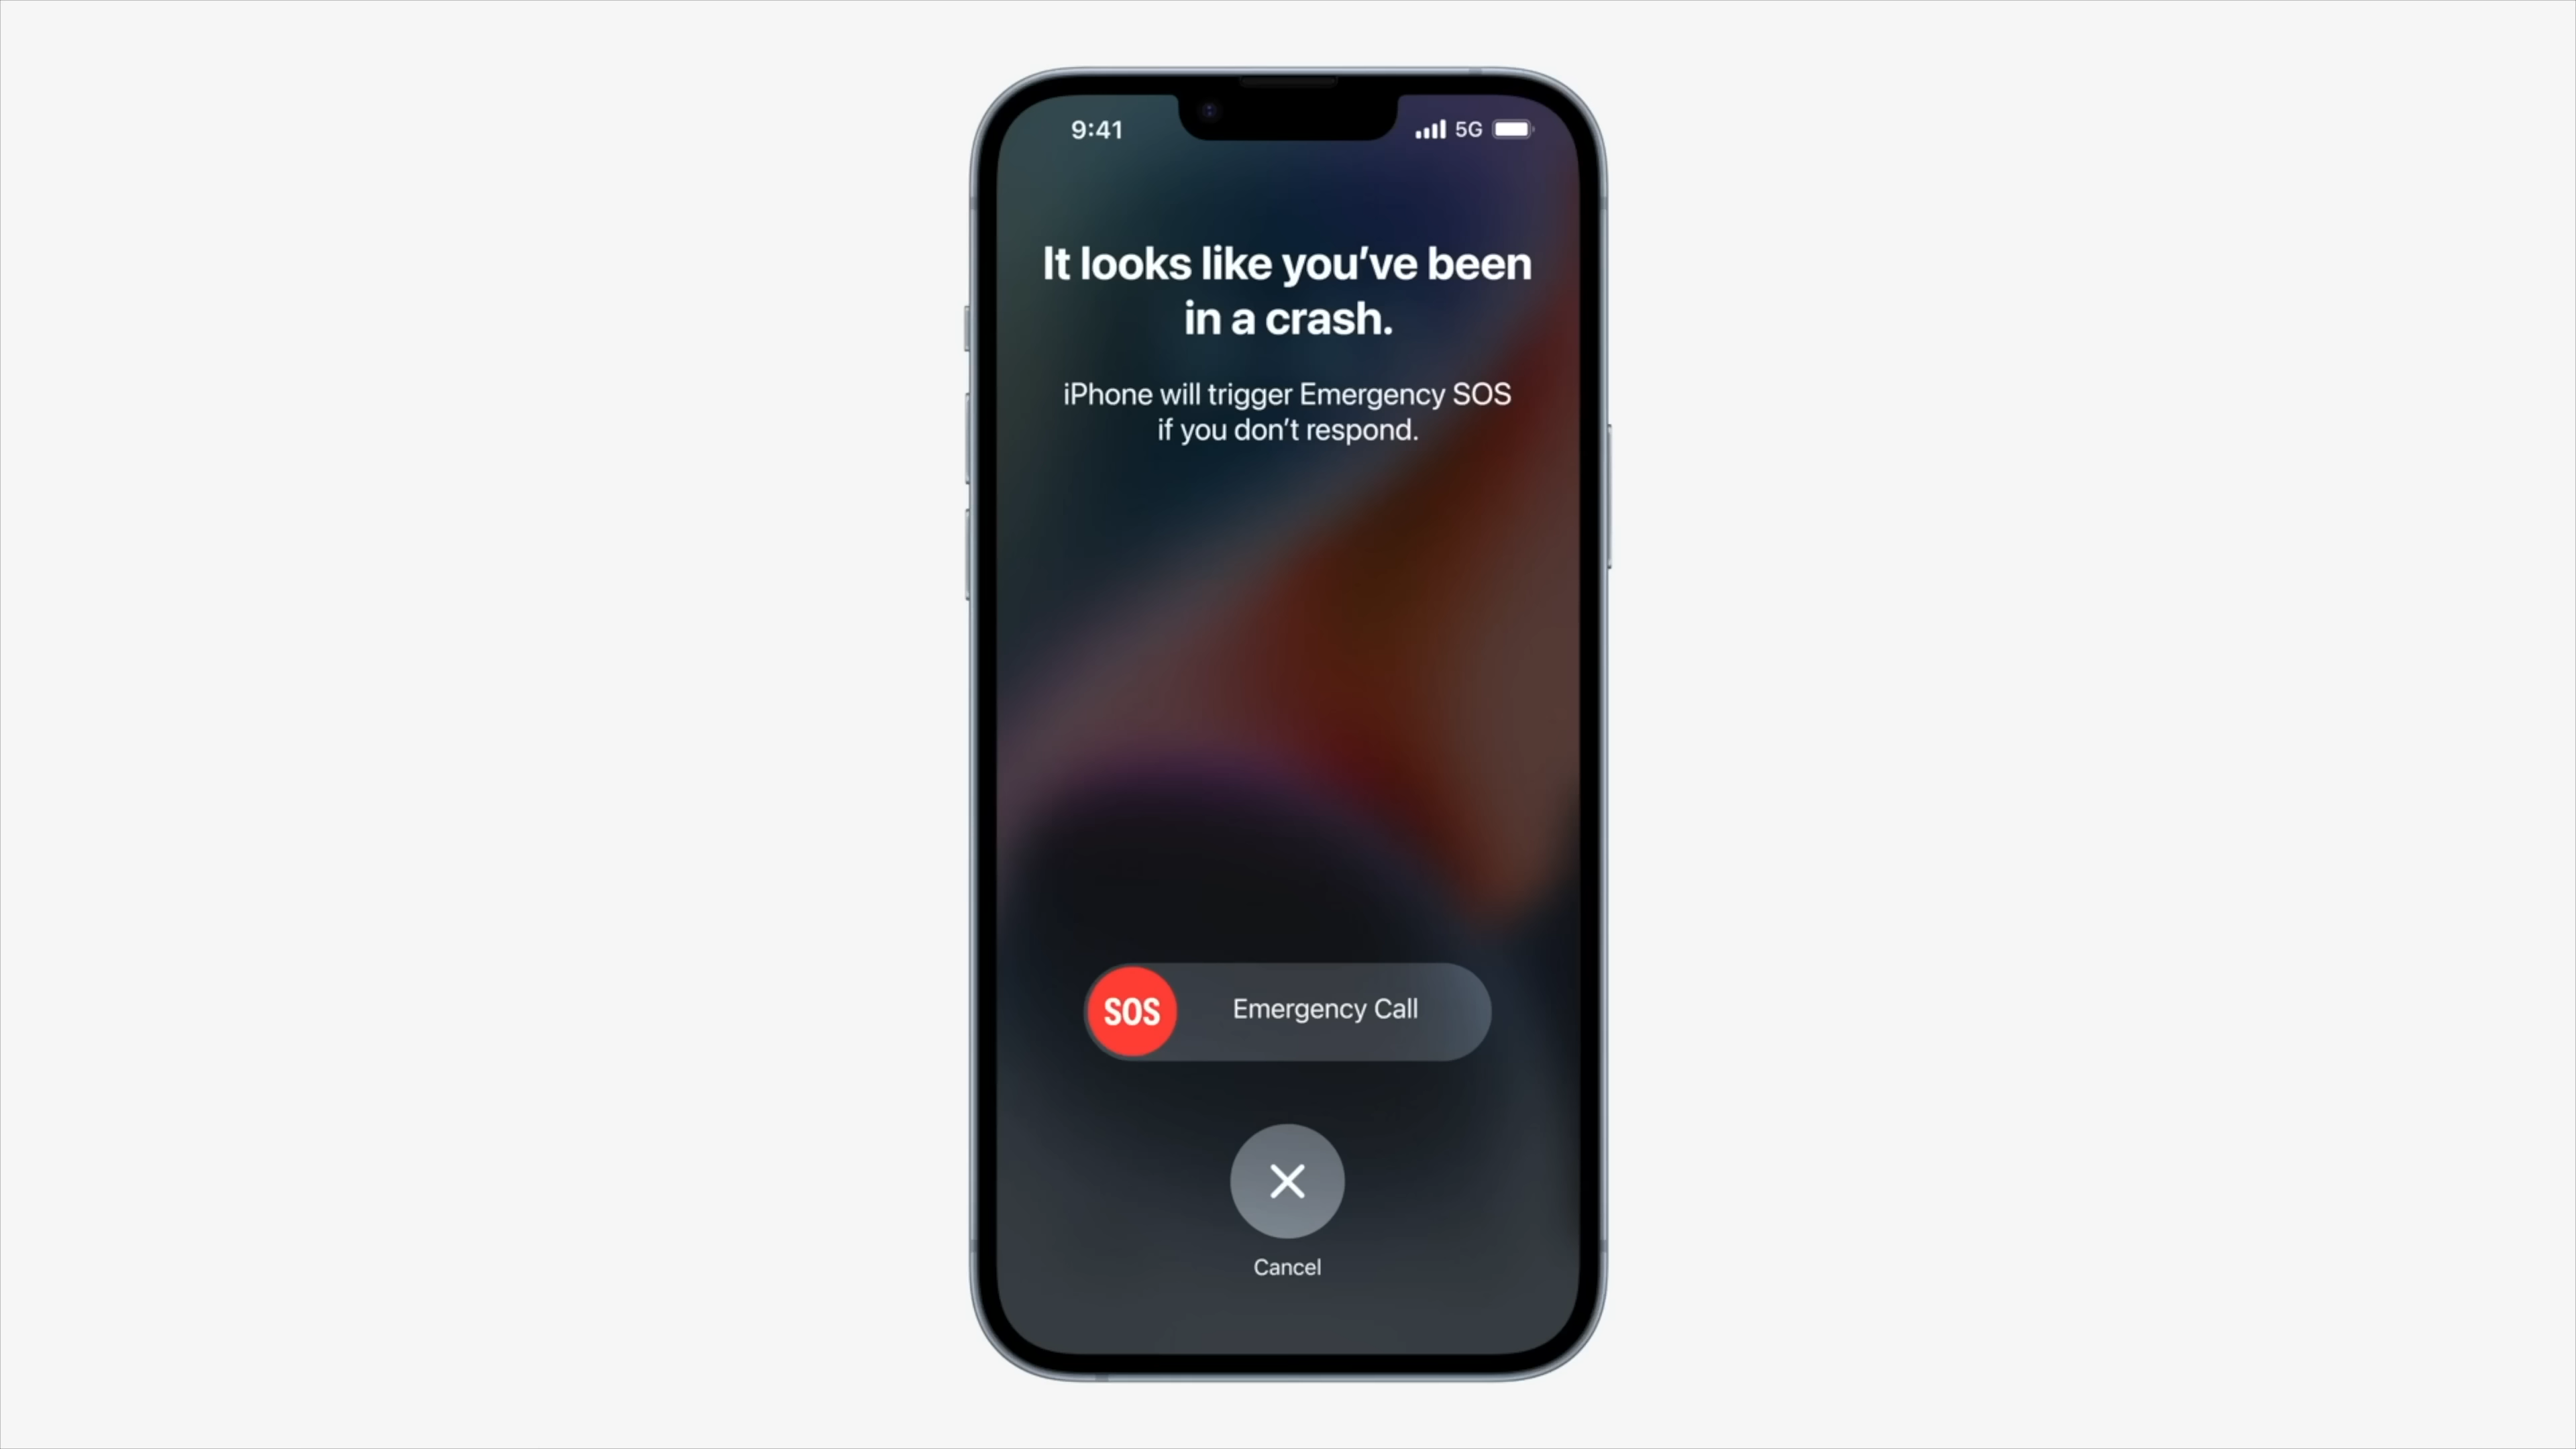 9:41
5G
It looks like you’ve been
in a crash.
iPhone will trigger Emergency SOS
if you don’t respond.
SOS
Emergency Call
Cancel